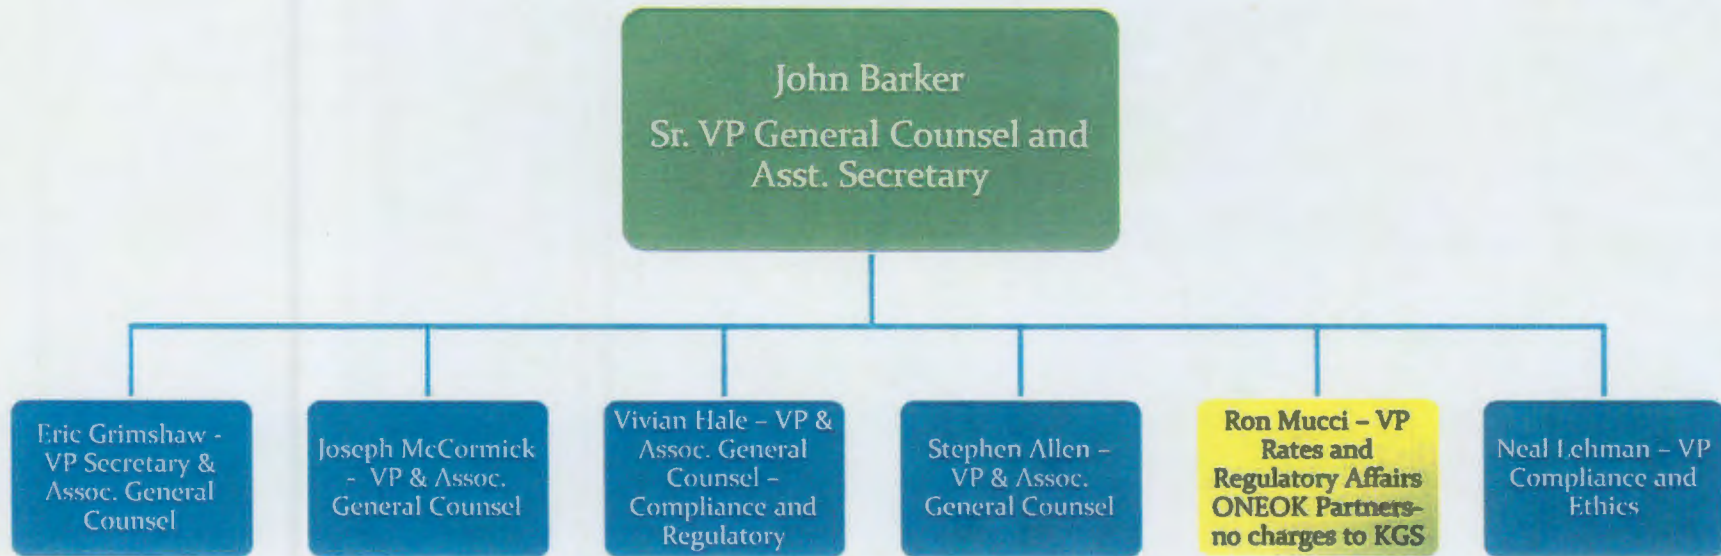 John Barker
Sr. VP General Counsel and
Asst. Secretary
Eric Grimshaw -
VP Secretary &
Assoc. General
Counsel
Joseph McCormick
- VP & Assoc.
General Counsel
Vivian Hale – VP &
Assoc. General
Counsel –
Compliance and
Regulatory
Stephen Allen –
VP & Assoc.
General Counsel
Ron Mucci – VP
Rates and
Regulatory Affairs
ONEOK Partners-
no charges to KGS
Neal Lehman – VP
Compliance and
Ethics